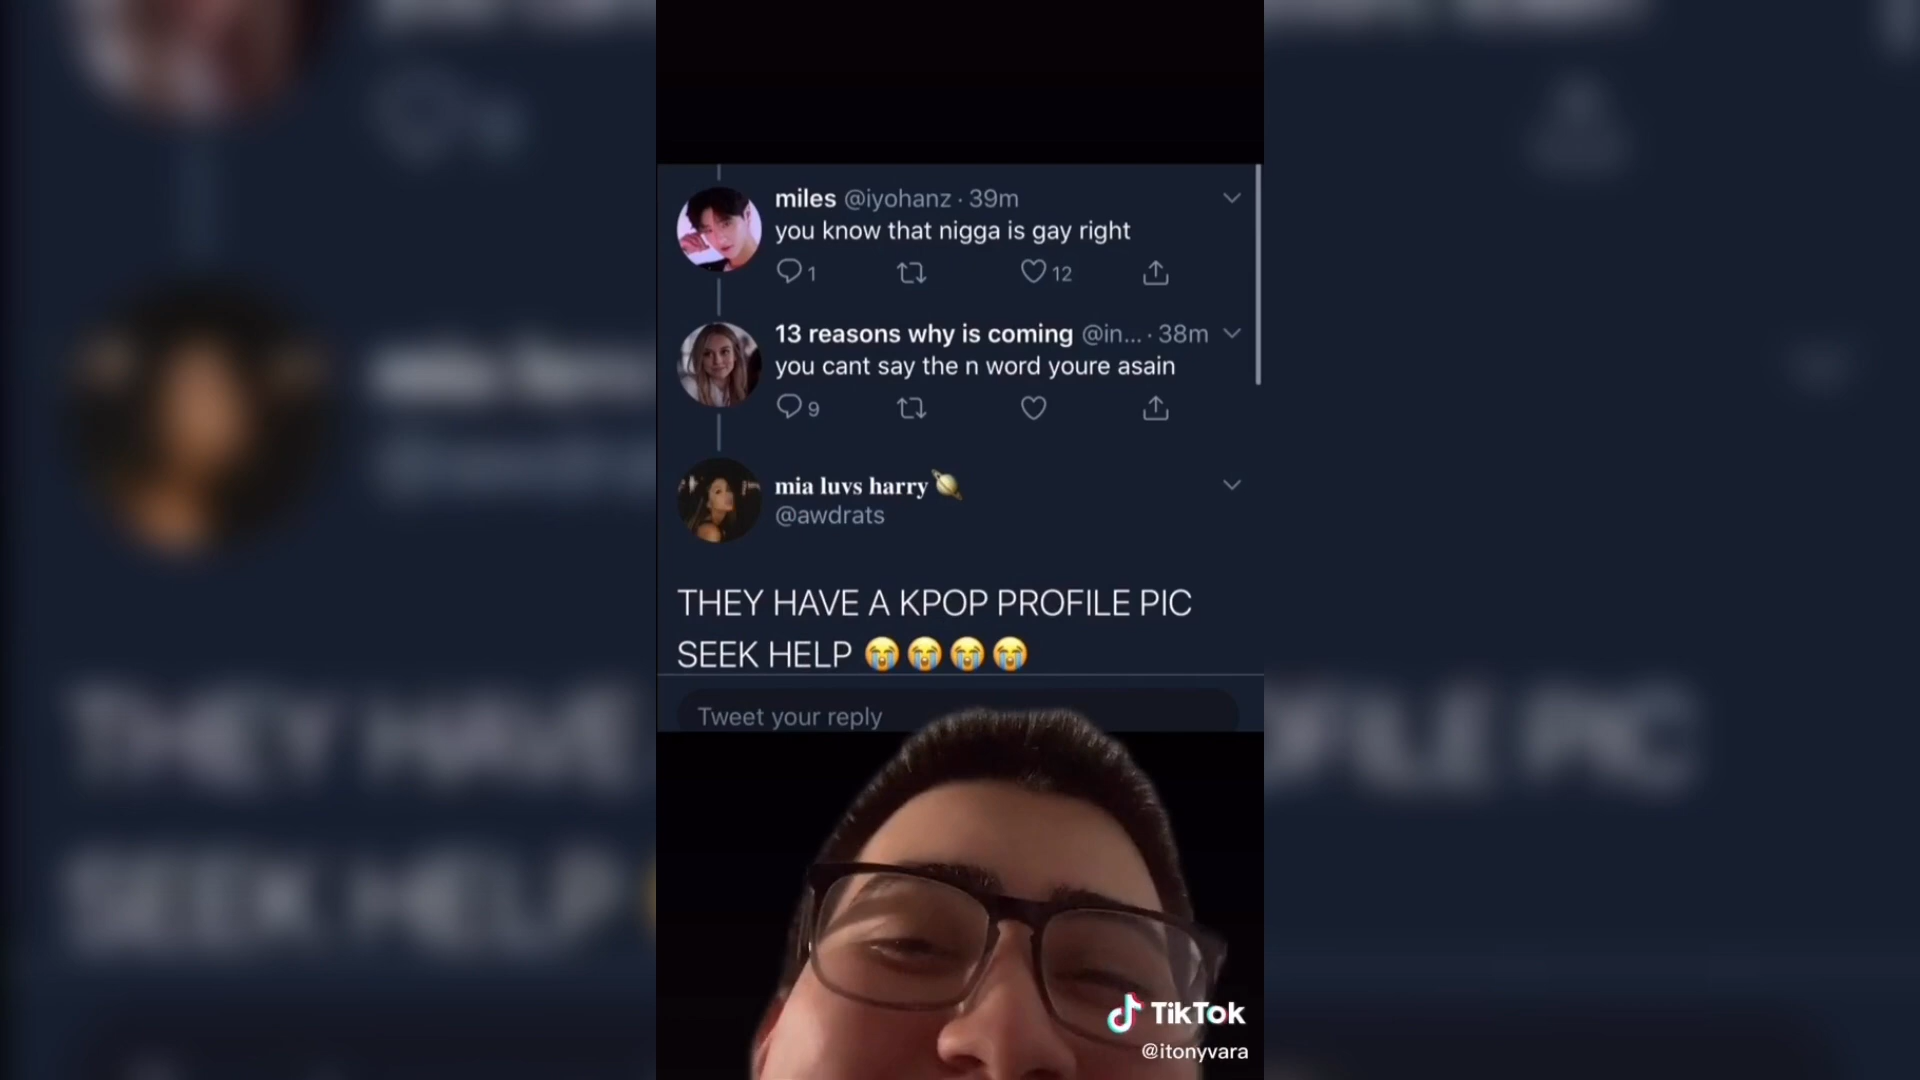 miles @iyohanz · 39m
you know that nigga is gay right
1 12
13 reasons why is coming @in... · 38m
you cant say the n word youre asain
9
mia luvs harry🪐
@awdrats
THEY HAVE A KPOP PROFILE PIC
SEEK HELP 😭😭😭😭
Tweet your reply
TikTok
@itonyvara